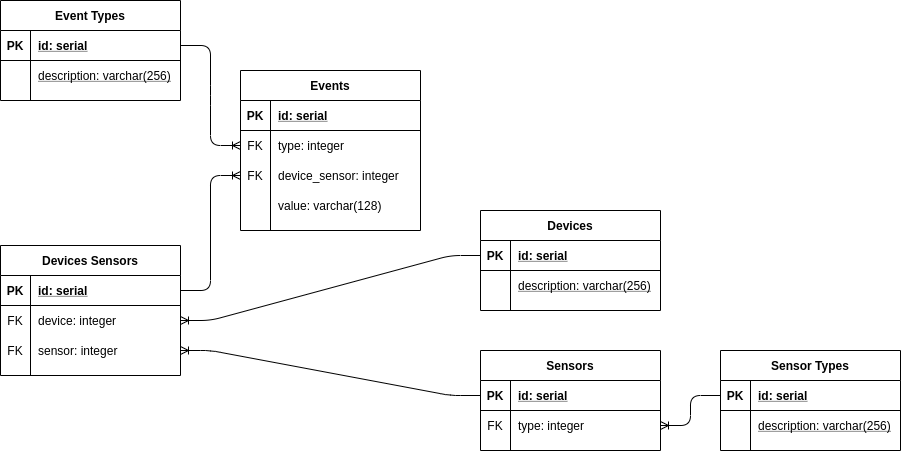 Event Types
PK id: serial
description: varchar(256)
Events
PK id: serial
FK type: integer
FK device_sensor: integer
value: varchar(128)
Devices Sensors
PK id: serial
FK device: integer
FK sensor: integer
Devices
PK id: serial
description: varchar(256)
Sensors
PK id: serial
FK type: integer
Sensor Types
PK id: serial
description: varchar(256)